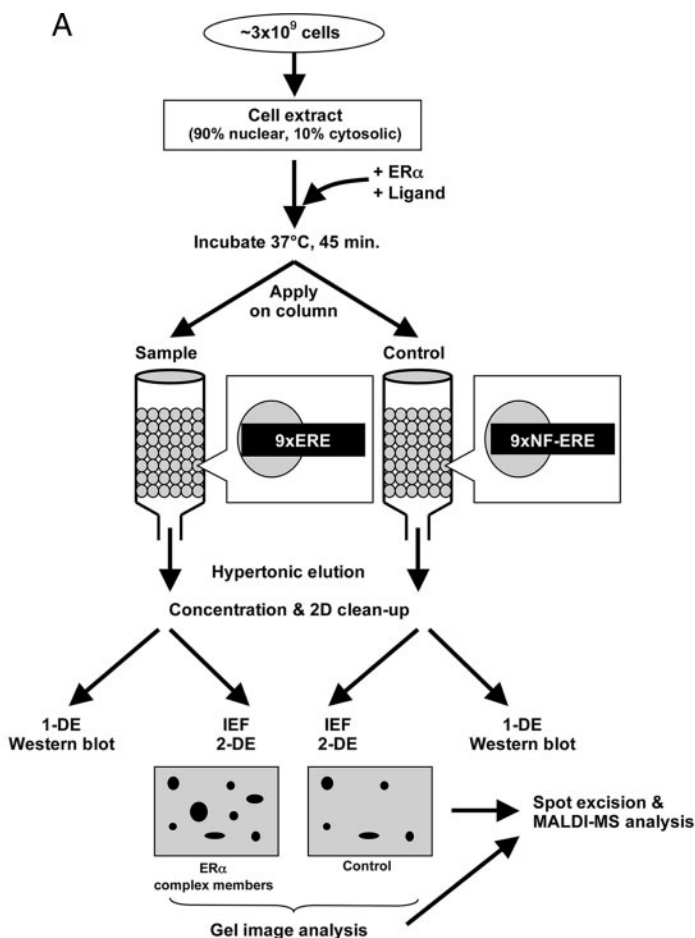 A
~3x10⁹ cells
Cell extract
(90% nuclear, 10% cytosolic)
+ ERα
+ Ligand
Incubate 37°C, 45 min.
Apply
on column
Sample
Control
9xERE
9xNF-ERE
Hypertonic elution
Concentration & 2D clean-up
1-DE
Western blot
IEF
2-DE
IEF
2-DE
1-DE
Western blot
Spot excision &
MALDI-MS analysis
ERα
complex members
Control
Gel image analysis